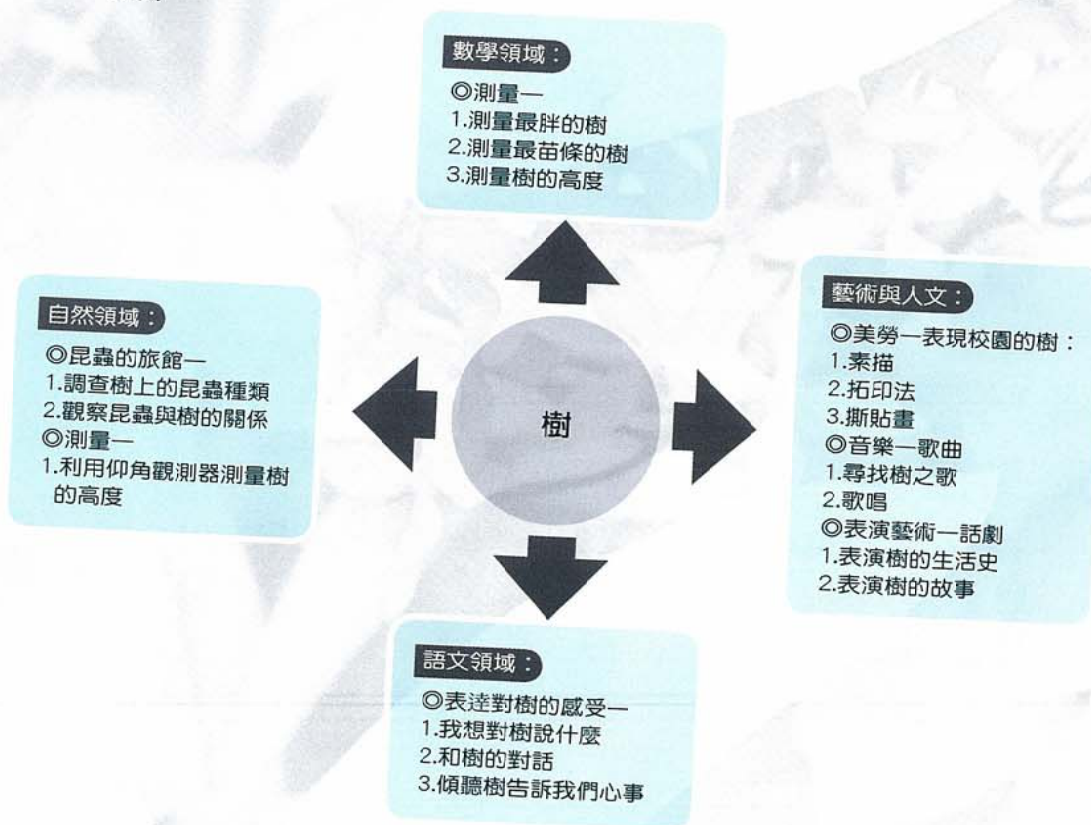 數學領域：
◎測量—
1.測量最胖的樹
2.測量最苗條的樹
3.測量樹的高度
自然領域：
◎昆蟲的旅館—
1.調查樹上的昆蟲種類
2.觀察昆蟲與樹的關係
◎測量—
1.利用仰角觀測器測量樹
的高度
樹
藝術與人文：
◎美勞—表現校園的樹：
1.素描
2.拓印法
3.撕貼畫
◎音樂—歌曲
1.尋找樹之歌
2.歌唱
◎表演藝術—話劇
1.表演樹的生活史
2.表演樹的故事
語文領域：
◎表達對樹的感受—
1.我想對樹說什麼
2.和樹的對話
3.傾聽樹告訴我們心事